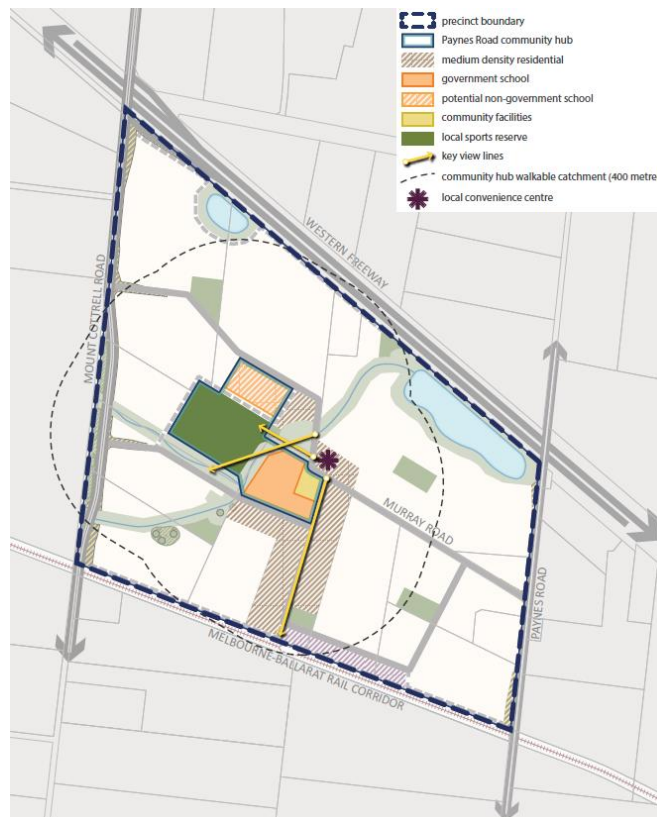 precinct boundary
Paynes Road community hub
medium density residential
government school
potential non-government school
community facilities
local sports reserve
key view lines
community hub walkable catchment (400 metre
local convenience centre
WESTERN FREEWAY
MOUNT COTTRELL ROAD
MURRAY ROAD
PAYNES ROAD
MELBOURNE-BALLARAT RAIL CORRIDOR